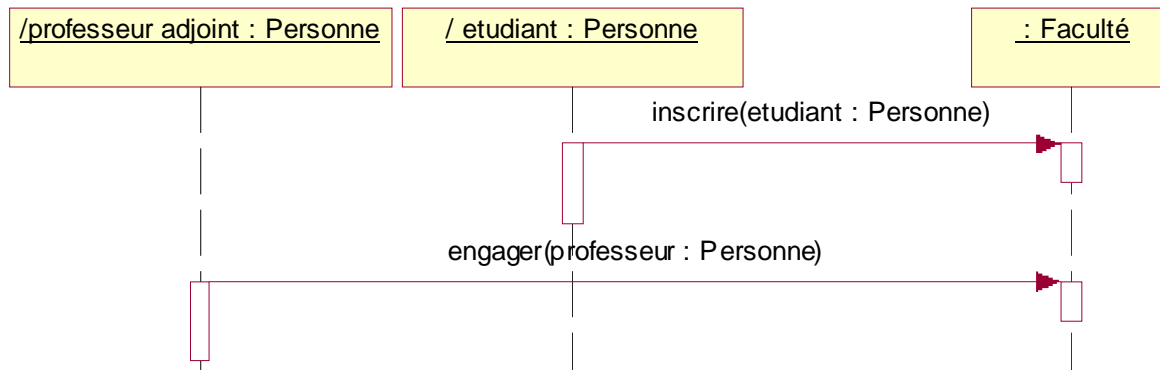 /professeur adjoint : Personne
/ etudiant : Personne
: Faculté
inscrire(etudiant : Personne)
engager(professeur : Personne)